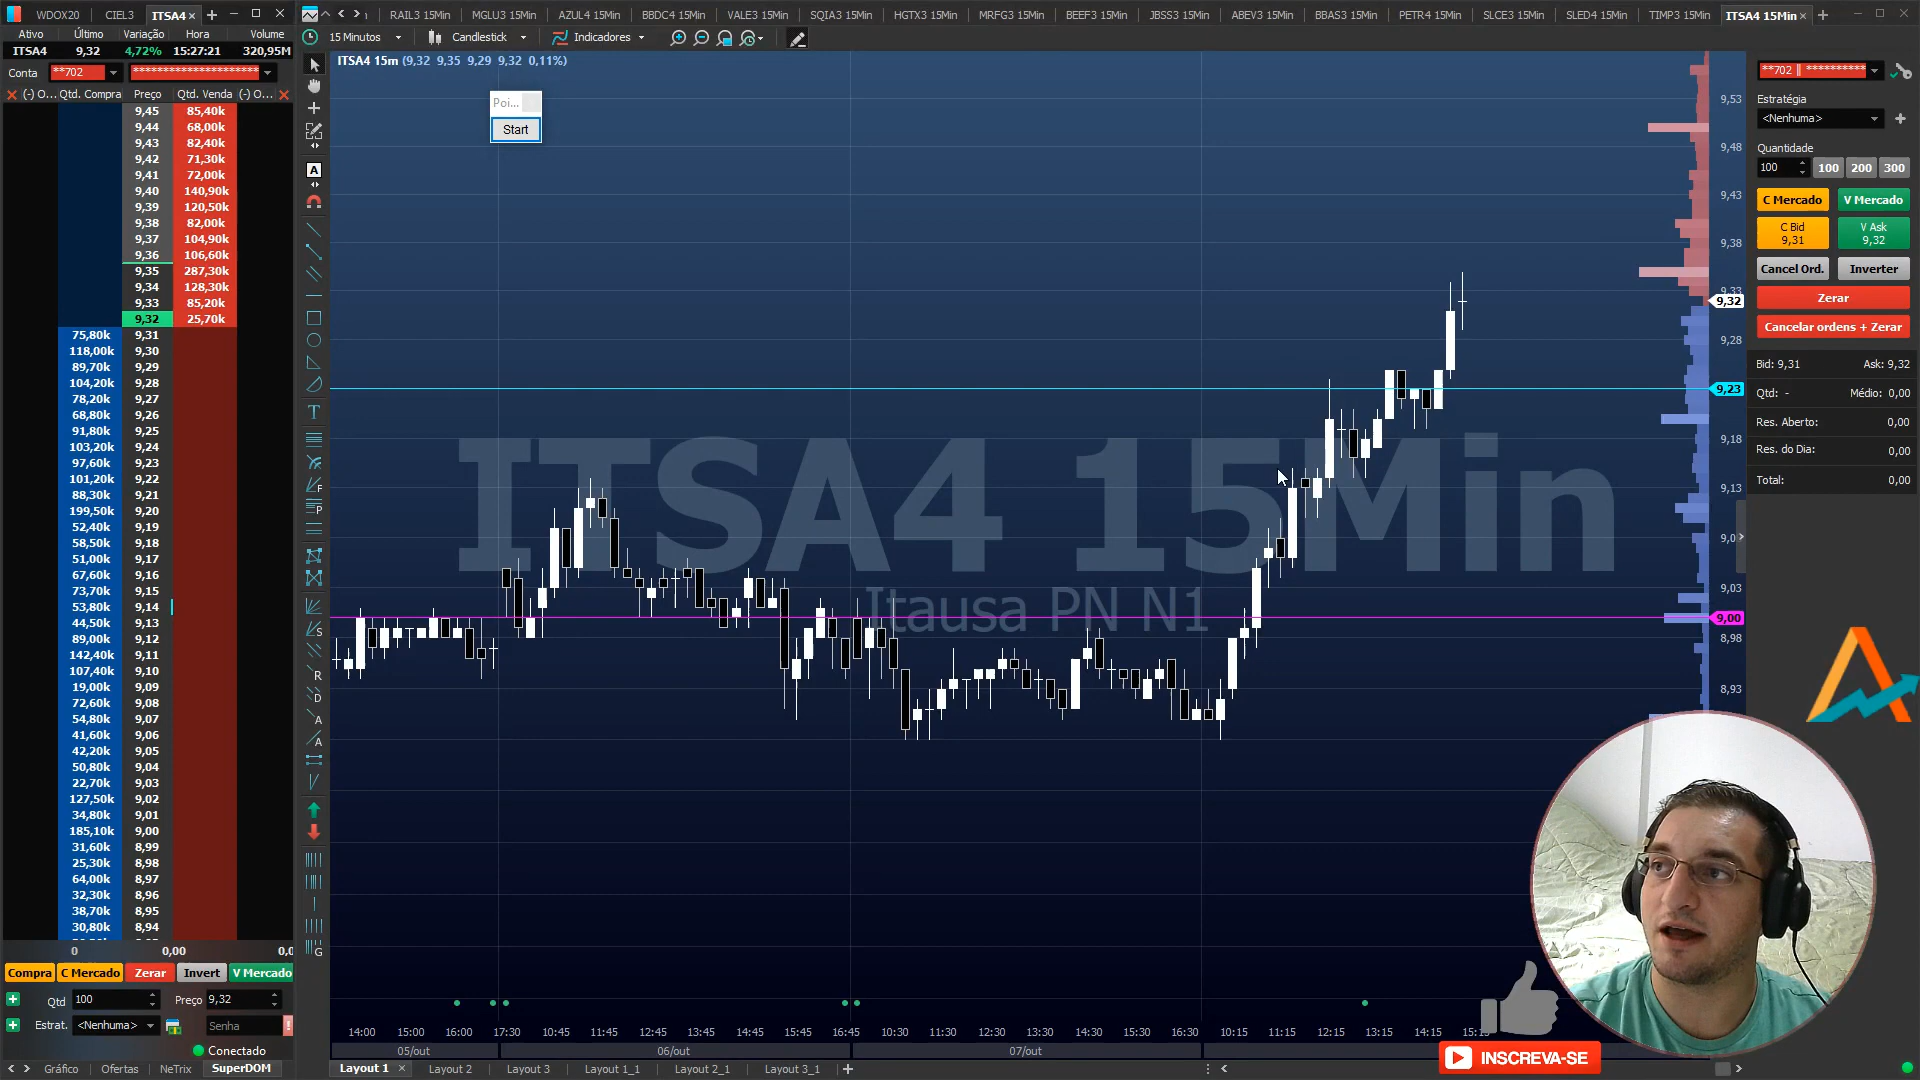 WDOX20 CIEL3 ITSA4
Ativo Último Variação Hora Volume
ITSA4 9,32 4,72% 15:27:21 320,95M
Conta **702 **********************
(-) O... Qtd. Compra Preço Qtd. Venda (-) O...
9,45 85,40k
9,44 68,00k
9,43 82,40k
9,42 71,30k
9,41 72,00k
9,40 140,90k
9,39 120,50k
9,38 82,00k
9,37 104,90k
9,36 106,60k
9,35 287,30k
9,34 128,30k
9,33 85,20k
9,32 25,70k
75,80k 9,31
118,00k 9,30
89,70k 9,29
104,20k 9,28
78,20k 9,27
68,80k 9,26
91,80k 9,25
103,20k 9,24
97,60k 9,23
101,20k 9,22
88,30k 9,21
199,50k 9,20
52,40k 9,19
58,50k 9,18
51,00k 9,17
67,60k 9,16
73,70k 9,15
53,80k 9,14
44,50k 9,13
89,00k 9,12
142,40k 9,11
107,40k 9,10
19,00k 9,09
72,60k 9,08
54,80k 9,07
41,60k 9,06
42,20k 9,05
50,80k 9,04
22,70k 9,03
127,50k 9,02
34,80k 9,01
185,10k 9,00
31,60k 8,99
25,30k 8,98
64,00k 8,97
32,30k 8,96
38,70k 8,95
30,80k 8,94
0 0,00 0,0
Compra C Mercado Zerar Invert V Mercado
Qtd 100 Preço 9,32
Estrat. <Nenhuma> Senha
Conectado
Gráfico Ofertas NeTrix SuperDOM
RAIL3 15Min MGLU3 15Min AZUL4 15Min BBDC4 15Min VALE3 15Min SQIA3 15Min HGTX3 15Min MRFG3 15Min BEEF3 15Min JBSS3 15Min ABEV3 15Min BBAS3 15Min PETR4 15Min SLCE3 15Min SLED4 15Min TIMP3 15Min ITSA4 15Min
15 Minutos Candlestick Indicadores
ITSA4 15m (9,32 9,35 9,29 9,32 0,11%)
Poi...
Start
ITSA4 15Min
Itausa PN N1
9,53
9,48
9,43
9,38
9,33
9,32
9,28
9,23
9,18
9,13
9,03
9,00
8,98
8,93
14:00 15:00 16:00 17:30 10:45 11:45 12:45 13:45 14:45 15:45 16:45 10:30 11:30 12:30 13:30 14:30 15:30 16:30 10:15 11:15 12:15 13:15 14:15 15:15
05/out 06/out 07/out
Layout 1 Layout 2 Layout 3 Layout 1_1 Layout 2_1 Layout 3_1
**702 || **********
Estratégia
<Nenhuma>
Quantidade
100 100 200 300
C Mercado V Mercado
C Bid V Ask
9,31 9,32
Cancel Ord. Inverter
Zerar
Cancelar ordens + Zerar
Bid: 9,31 Ask: 9,32
Qtd: - Médio: 0,00
Res. Aberto: 0,00
Res. do Dia: 0,00
Total: 0,00
INSCREVA-SE